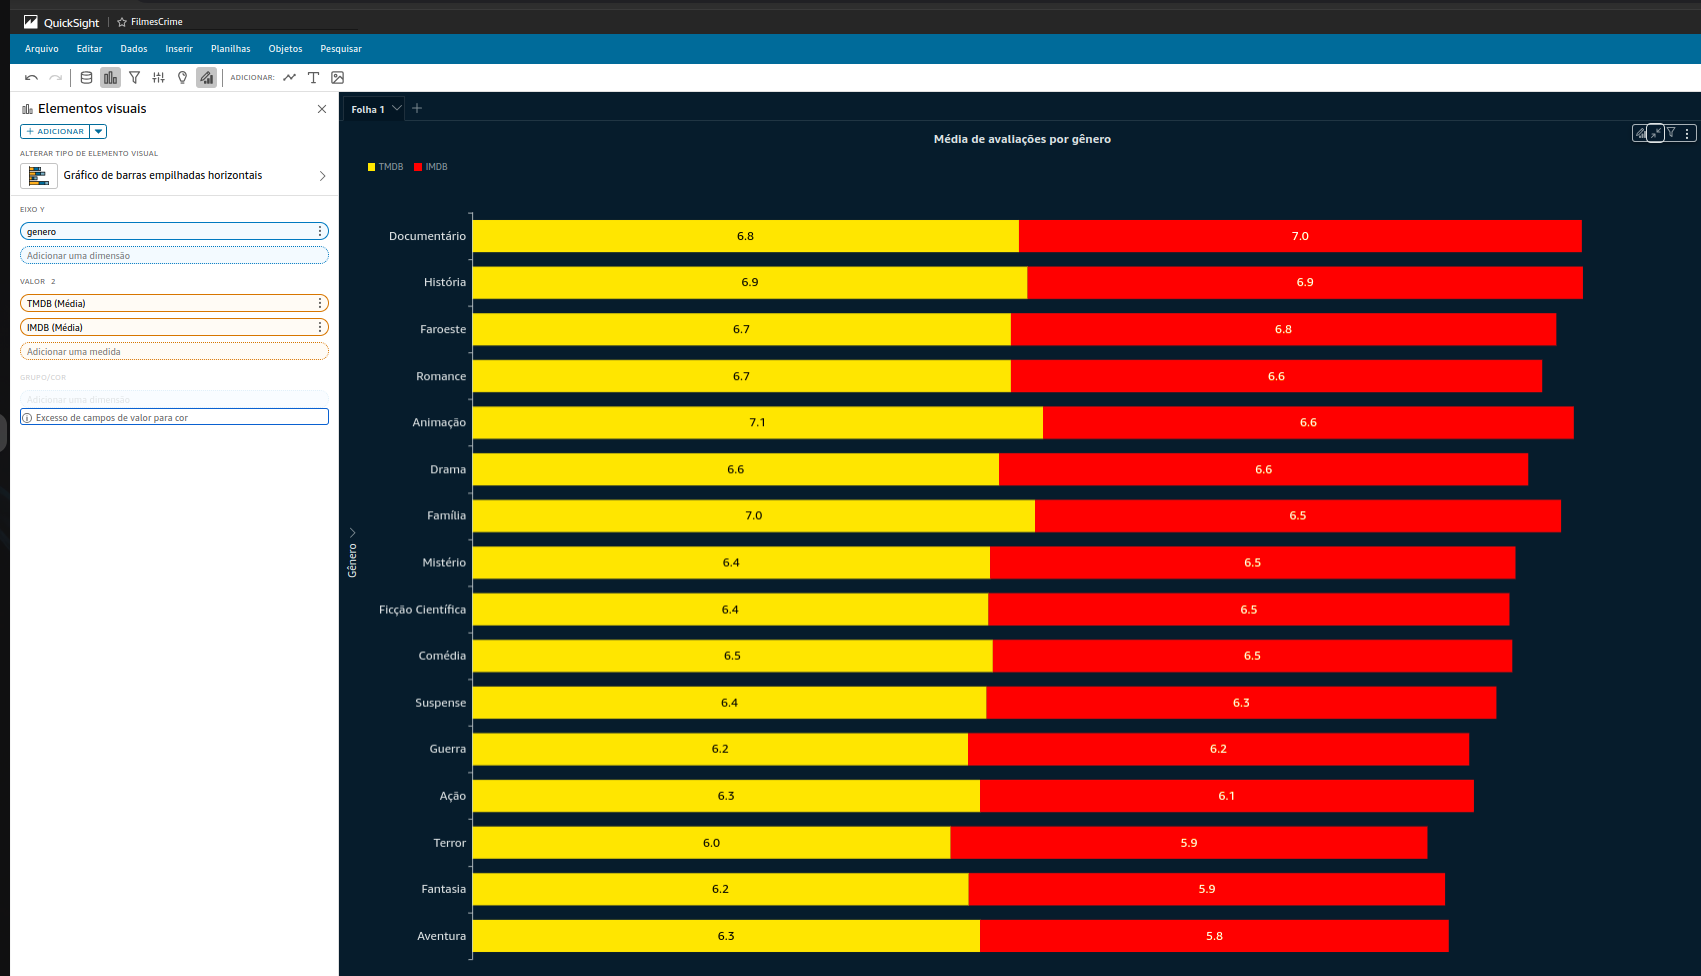 QuickSight FilmesCrime
Arquivo Editar Dados Inserir Planilhas Objetos Pesquisar
ADICIONAR:
Elementos visuais
ADICIONAR
ALTERAR TIPO DE ELEMENTO VISUAL
Gráfico de barras empilhadas horizontais
EIXO Y
genero
Adicionar uma dimensão
VALOR 2
TMDB (Média)
IMDB (Média)
Adicionar uma medida
GRUPO/COR
Adicionar uma dimensão
Excesso de campos de valor para cor
Folha 1
Média de avaliações por gênero
TMDB IMDB
Gênero
Documentário 6.8 7.0
História 6.9 6.9
Faroeste 6.7 6.8
Romance 6.7 6.6
Animação 7.1 6.6
Drama 6.6 6.6
Família 7.0 6.5
Mistério 6.4 6.5
Ficção Científica 6.4 6.5
Comédia 6.5 6.5
Suspense 6.4 6.3
Guerra 6.2 6.2
Ação 6.3 6.1
Terror 6.0 5.9
Fantasia 6.2 5.9
Aventura 6.3 5.8